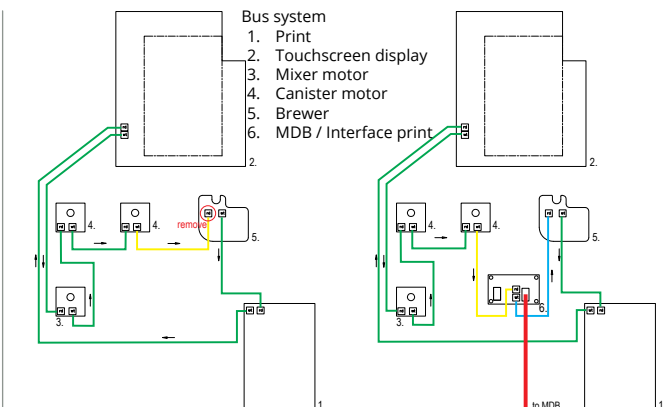 Bus system
1. Print
2. Touchscreen display
3. Mixer motor
4. Canister motor
5. Brewer
6. MDB / Interface print
2.
2.
4.
4.
remove
5.
4.
4.
5.
3.
3.
6.
1.
to MDB
1.